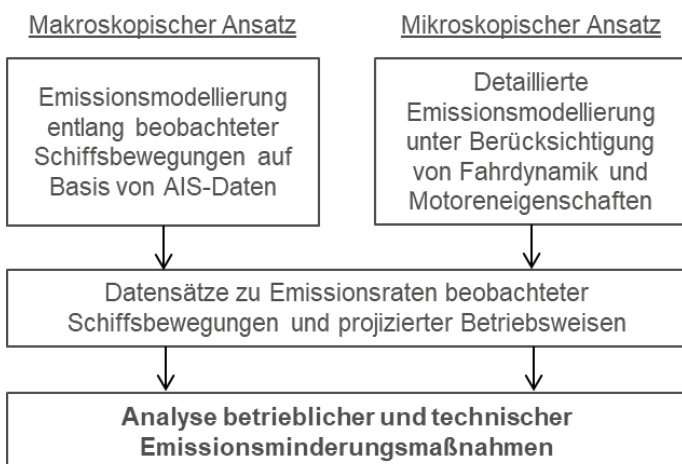 Makroskopischer Ansatz
Emissionsmodellierung
entlang beobachteter
Schiffsbewegungen auf
Basis von AIS-Daten
Mikroskopischer Ansatz
Detaillierte
Emissionsmodellierung
unter Berücksichtigung
von Fahrdynamik und
Motoreneigenschaften
Datensätze zu Emissionsraten beobachteter
Schiffsbewegungen und projizierter Betriebsweisen
Analyse betrieblicher und technischer
Emissionsminderungsmaßnahmen